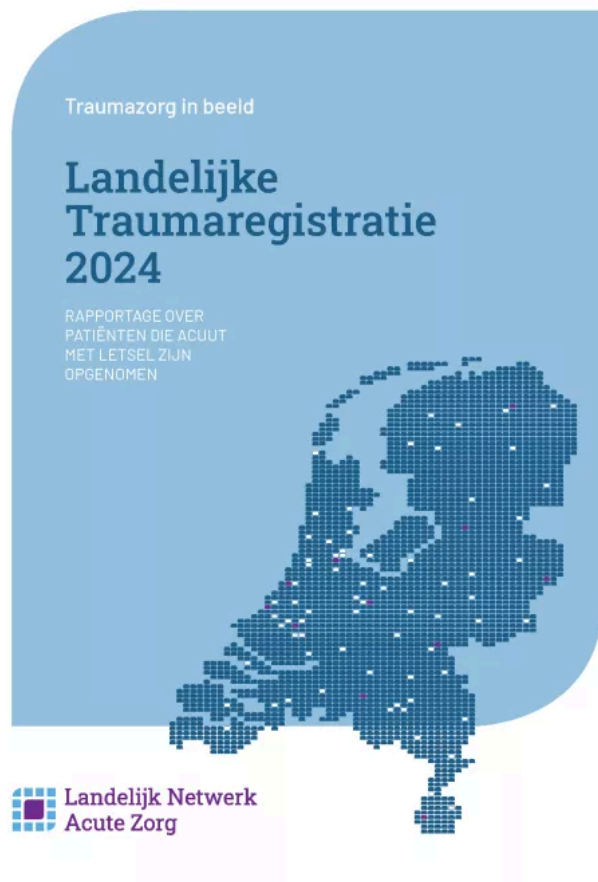 Traumazorg in beeld
Landelijke
Traumaregistratie
2024
RAPPORTAGE OVER
PATIËNTEN DIE ACUUT
MET LETSEL ZIJN
OPGENOMEN
Landelijk Netwerk
Acute Zorg